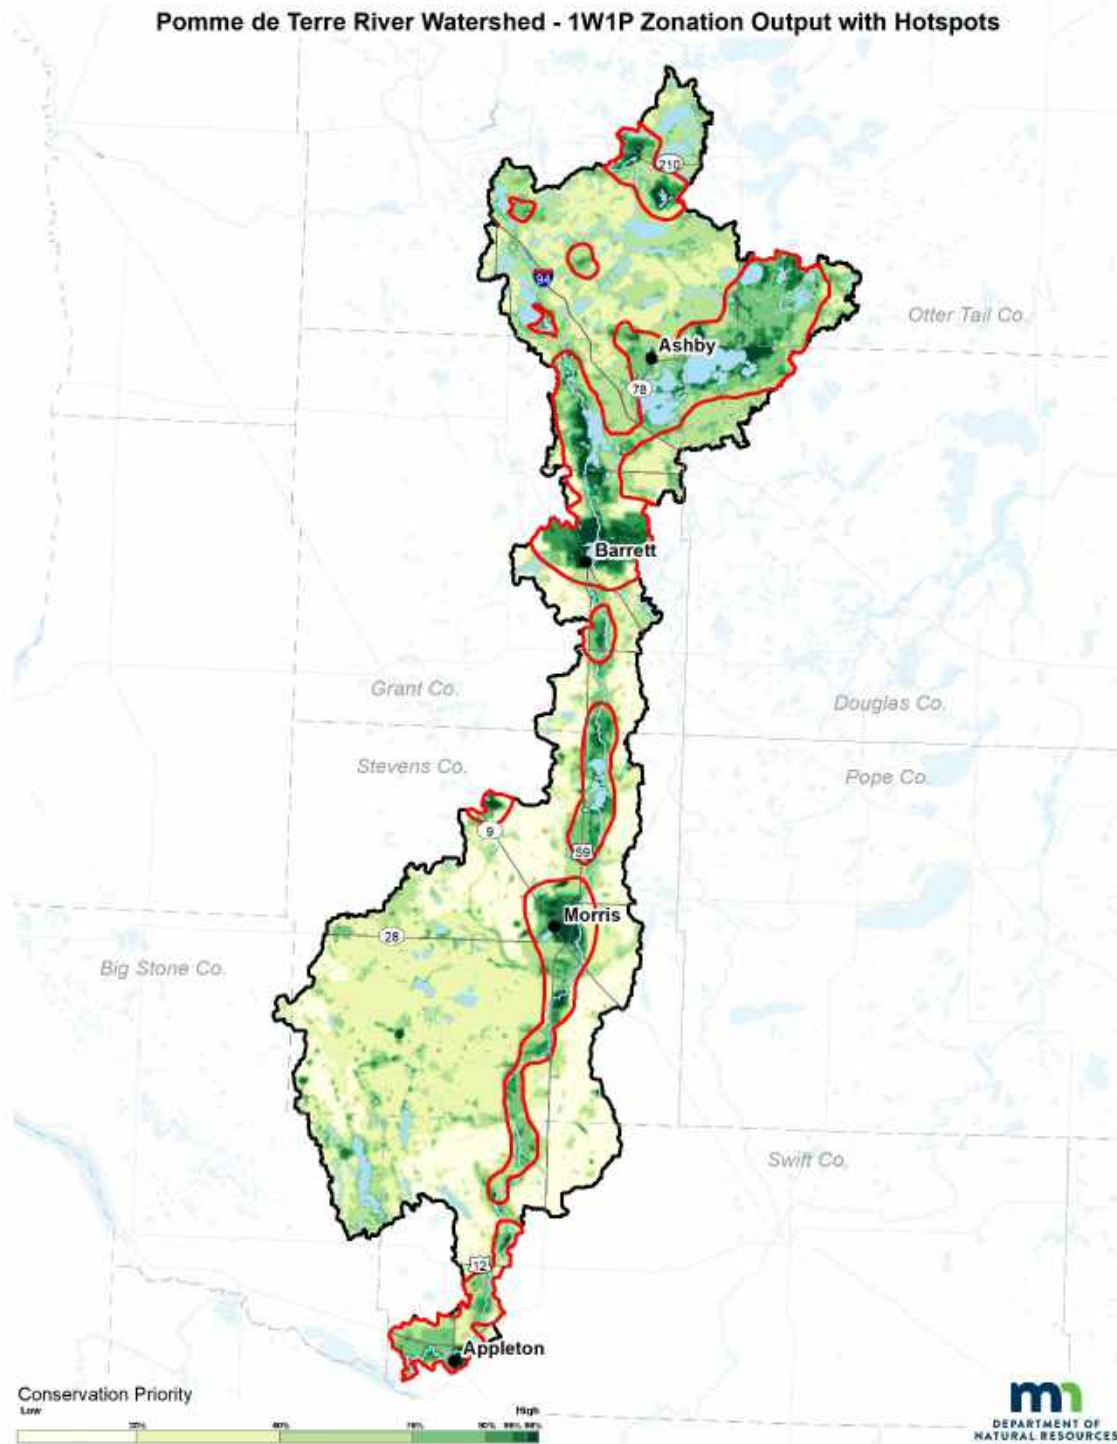 Pomme de Terre River Watershed - 1W1P Zonation Output with Hotspots
210
94
Otter Tail Co.
Ashby
78
Barrett
Grant Co.
Douglas Co.
Stevens Co.
Pope Co.
9
59
Morris
28
Big Stone Co.
Swift Co.
12
Appleton
Conservation Priority
Low
High
90%
DEPARTMENT OF
NATURAL RESOURCES